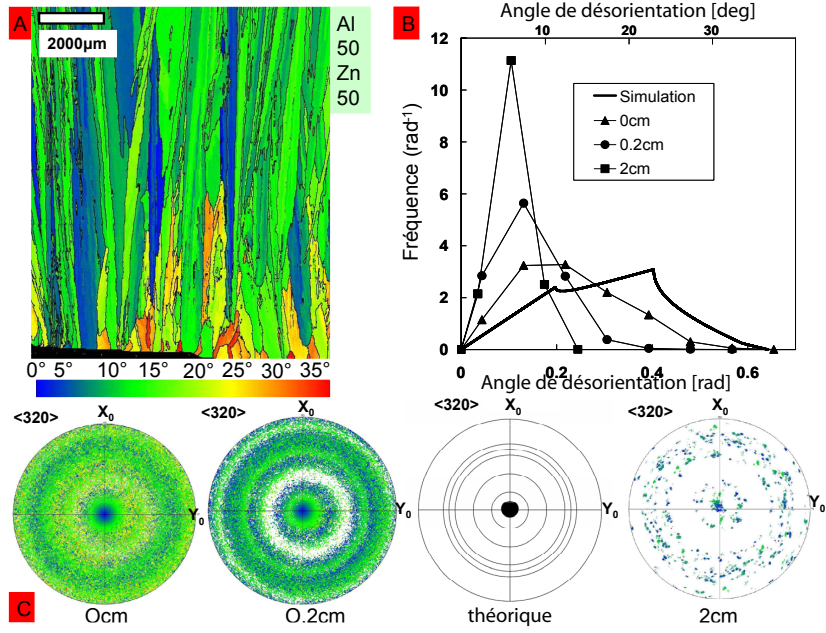 A
2000µm
Al
50
Zn
50
0° 5° 10° 15° 20° 25° 30° 35°
B
Angle de désorientation [deg]
0 10 20 30
12
10
8
6
4
2
0
Fréquence (rad-1)
Simulation
0cm
0.2cm
2cm
0 0.2 0.4 0.6 0.8
Angle de désorientation [rad]
<320> X0 <320> X0 <320> X0 <320> X0
Y0 Y0 Y0 Y0
C
Ocm O.2cm théorique 2cm